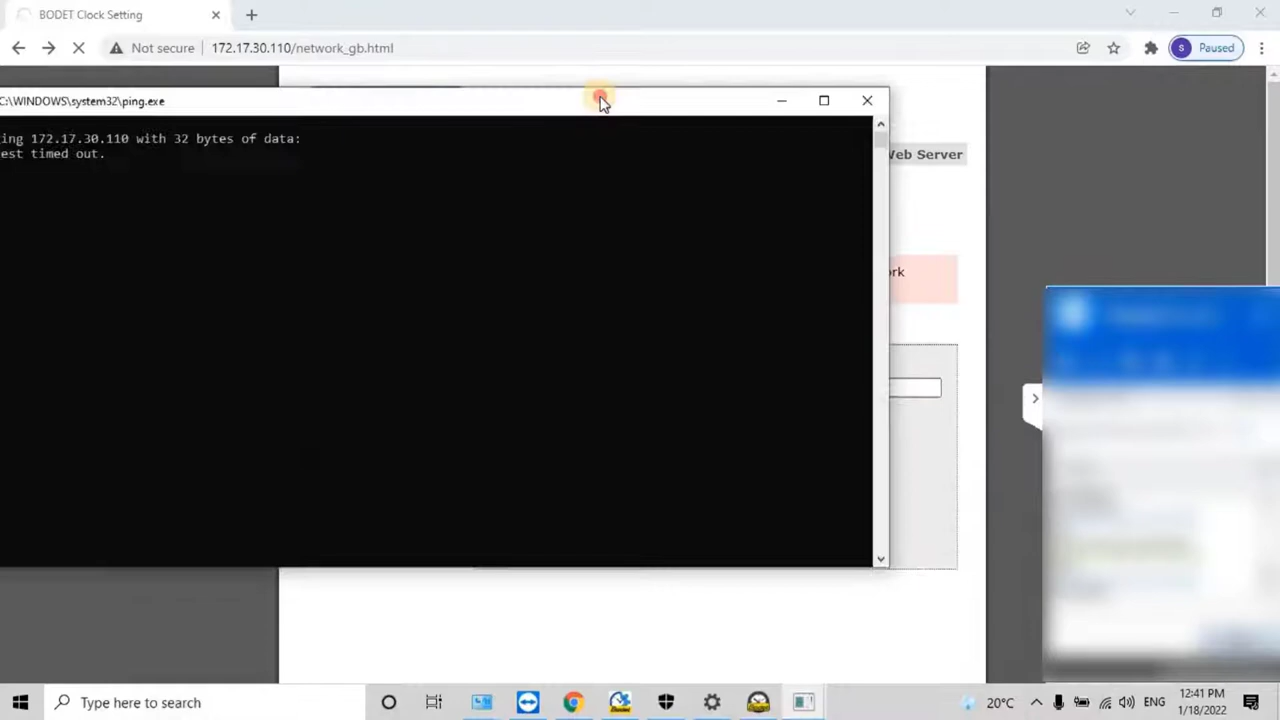 BODET Clock Setting
Not secure
172.17.30.110/network_gb.html
S
Paused
C:\WINDOWS\system32\ping.exe
ing 172.17.30.110 with 32 bytes of data:
est timed out.
Web Server
ork
Type here to search
20°C
ENG
12:41 PM
1/18/2022